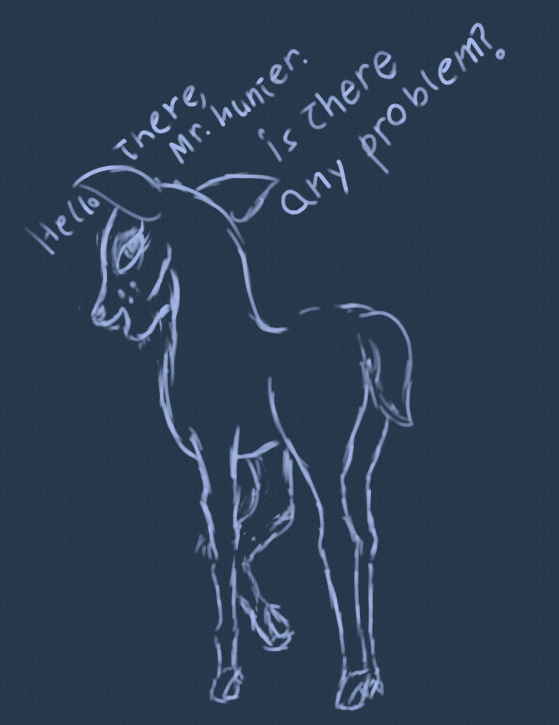 Hello There,
Mr. hunter.
is There
any problem?